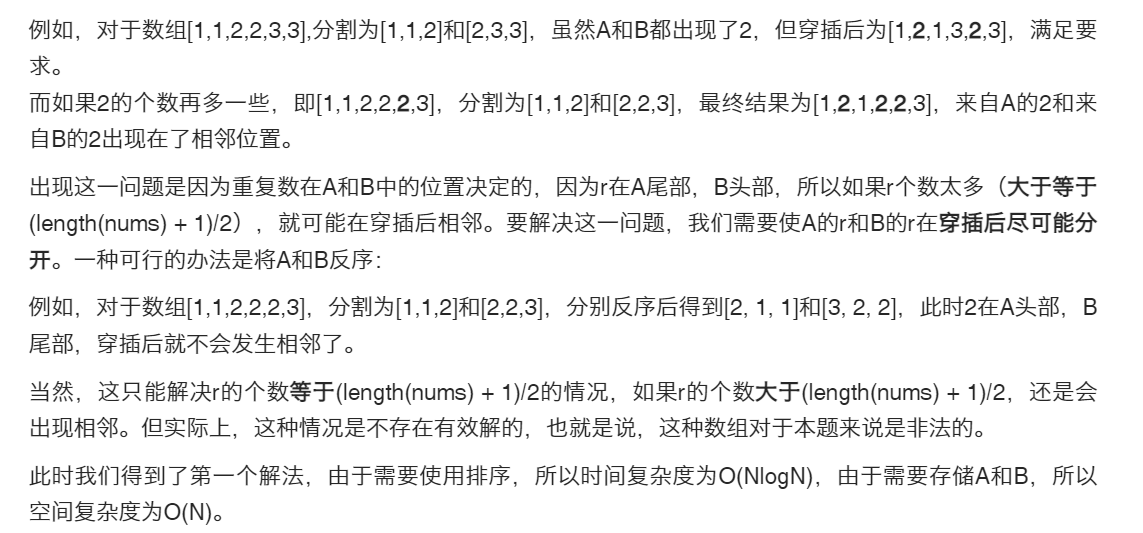 例如，对于数组[1,1,2,2,3,3],分割为[1,1,2]和[2,3,3]，虽然A和B都出现了2，但穿插后为[1,2,1,3,2,3]，满足要
求。
而如果2的个数再多一些，即[1,1,2,2,2,3]，分割为[1,1,2]和[2,2,3]，最终结果为[1,2,1,2,2,3]，来自A的2和来
自B的2出现在了相邻位置。
出现这一问题是因为重复数在A和B中的位置决定的，因为r在A尾部，B头部，所以如果r个数太多（大于等于
(length(nums) + 1)/2），就可能在穿插后相邻。要解决这一问题，我们需要使A的r和B的r在穿插后尽可能分
开。一种可行的办法是将A和B反序：
例如，对于数组[1,1,2,2,2,3]，分割为[1,1,2]和[2,2,3]，分别反序后得到[2, 1, 1]和[3, 2, 2]，此时2在A头部，B
尾部，穿插后就不会发生相邻了。
当然，这只能解决r的个数等于(length(nums) + 1)/2的情况，如果r的个数大于(length(nums) + 1)/2，还是会
出现相邻。但实际上，这种情况是不存在有效解的，也就是说，这种数组对于本题来说是非法的。
此时我们得到了第一个解法，由于需要使用排序，所以时间复杂度为O(NlogN)，由于需要存储A和B，所以
空间复杂度为O(N)。